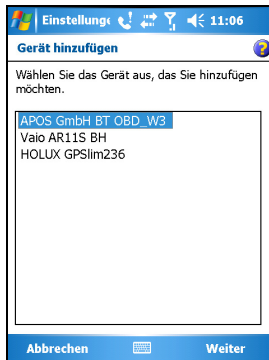 Einstellunge 11:06
Gerät hinzufügen
Wählen Sie das Gerät aus, das Sie hinzufügen
möchten.
APOS GmbH BT OBD_W3
Vaio AR11S BH
HOLUX GPSlim236
Abbrechen Weiter